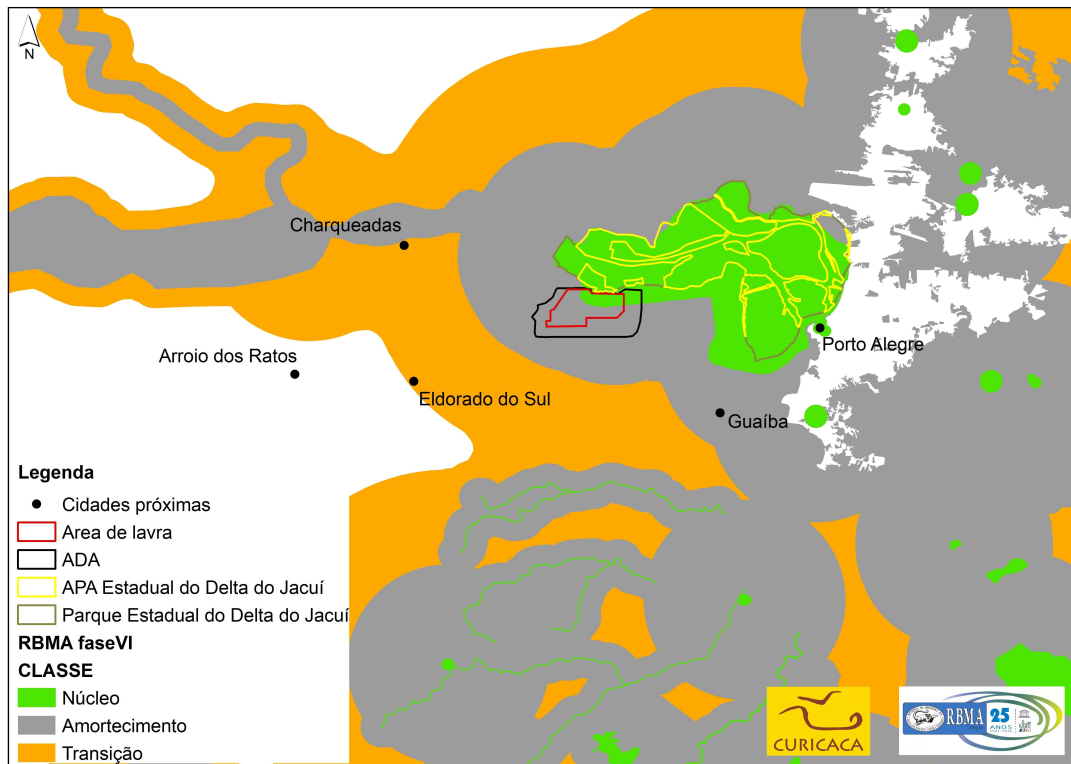 N
Charqueadas
Arroio dos Ratos
Eldorado do Sul
Porto Alegre
Guaíba
Legenda
Cidades próximas
Area de lavra
ADA
APA Estadual do Delta do Jacuí
Parque Estadual do Delta do Jacuí
RBMA faseVI
CLASSE
Núcleo
Amortecimento
Transição
CURICACA
RBMA 25
ANOS